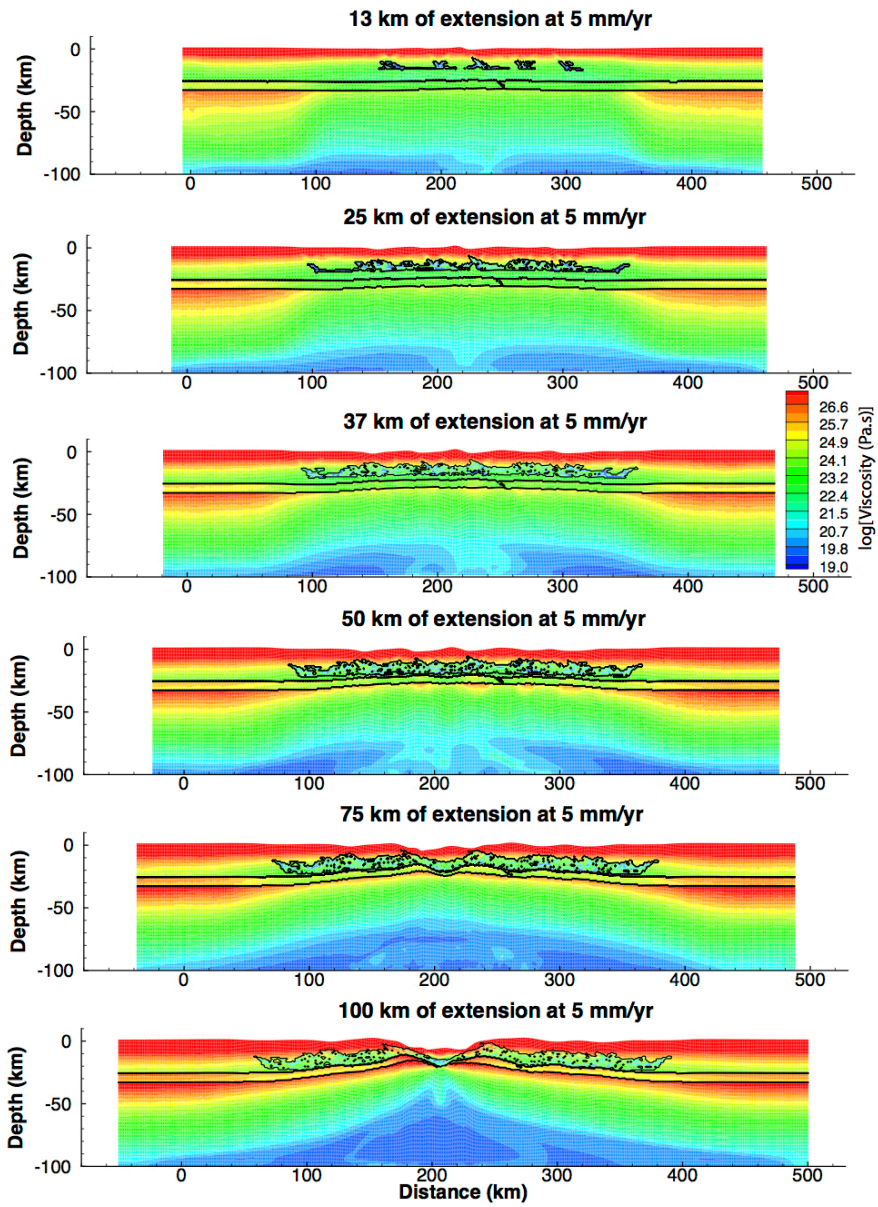 13 km of extension at 5 mm/yr
Depth (km)
0
-50
-100
0 100 200 300 400 500
25 km of extension at 5 mm/yr
Depth (km)
0
-50
-100
0 100 200 300 400 500
37 km of extension at 5 mm/yr
Depth (km)
0
-50
-100
0 100 200 300 400 500
26.6
25.7
24.9
24.1
23.2
22.4
21.5
20.7
19.8
19.0
log[Viscosity (Pa.s)]
50 km of extension at 5 mm/yr
Depth (km)
0
-50
-100
0 100 200 300 400 500
75 km of extension at 5 mm/yr
Depth (km)
0
-50
-100
0 100 200 300 400 500
100 km of extension at 5 mm/yr
Depth (km)
0
-50
-100
0 100 200 300 400 500
Distance (km)